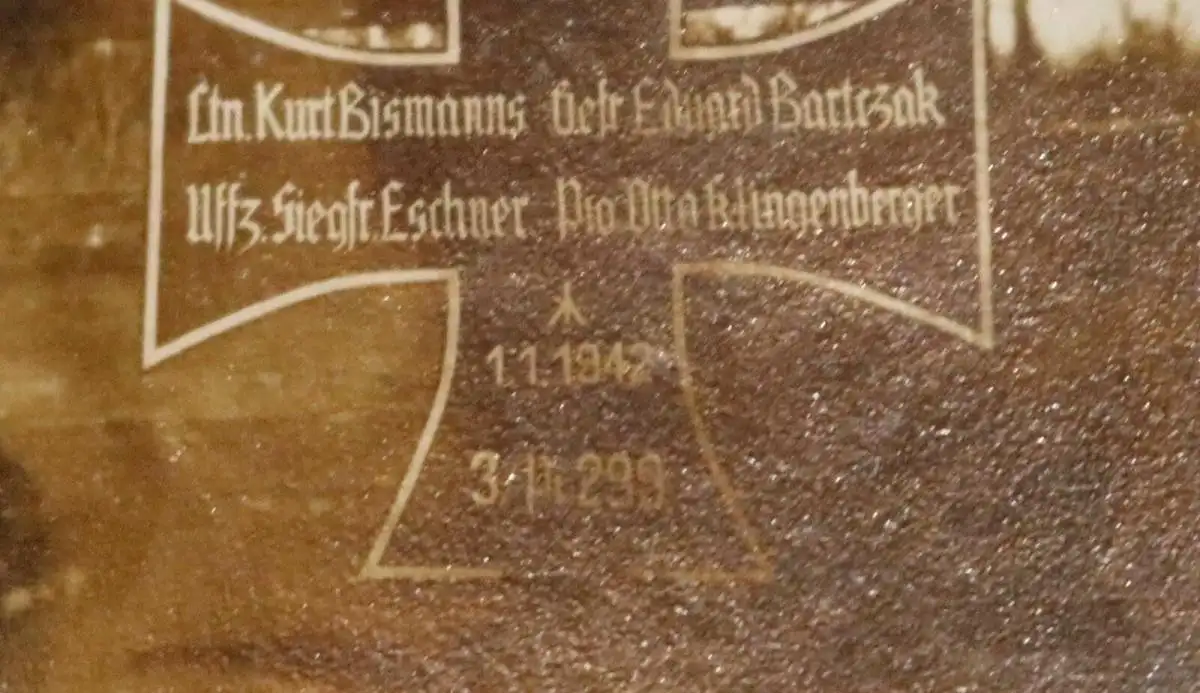 Ltn. Kurt Bismanns Gefr Eduard Bartczak
Uffz. Siegfr. Eschner Pio. Otto Klingenberger
1.1.1942
3./Pi. 299